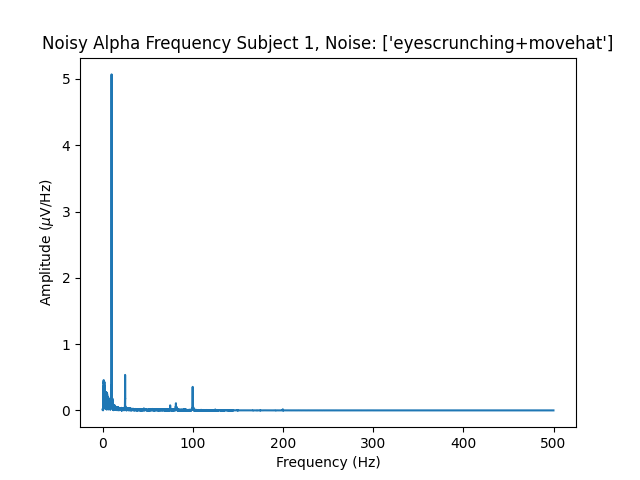 Noisy Alpha Frequency Subject 1, Noise: ['eyescrunching+movehat']
5
4
3
2
1
0
Amplitude (μV/Hz)
0 100 200 300 400 500
Frequency (Hz)